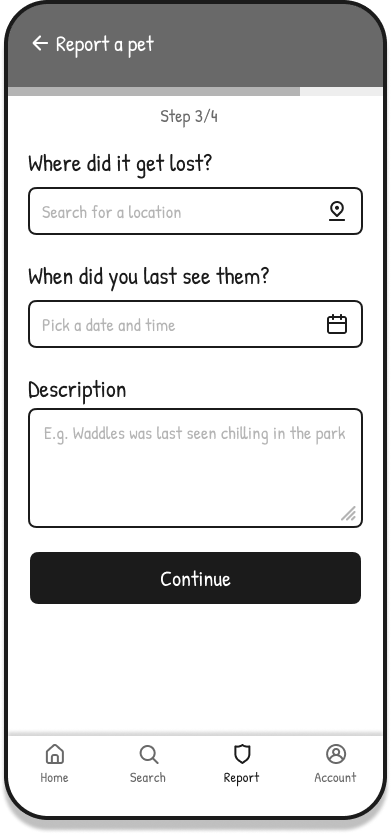 Report a pet
Step 3/4
Where did it get lost?
Search for a location
When did you last see them?
Pick a date and time
Description
E.g. Waddles was last seen chilling in the park
Continue
Home
Search
Report
Account